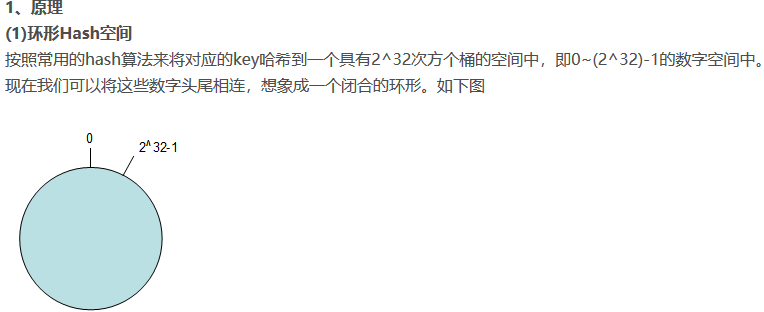 1、原理
(1)环形Hash空间
按照常用的hash算法来将对应的key哈希到一个具有2^32次方个桶的空间中，即0~(2^32)-1的数字空间中。
现在我们可以将这些数字头尾相连，想象成一个闭合的环形。如下图
0
2^32-1